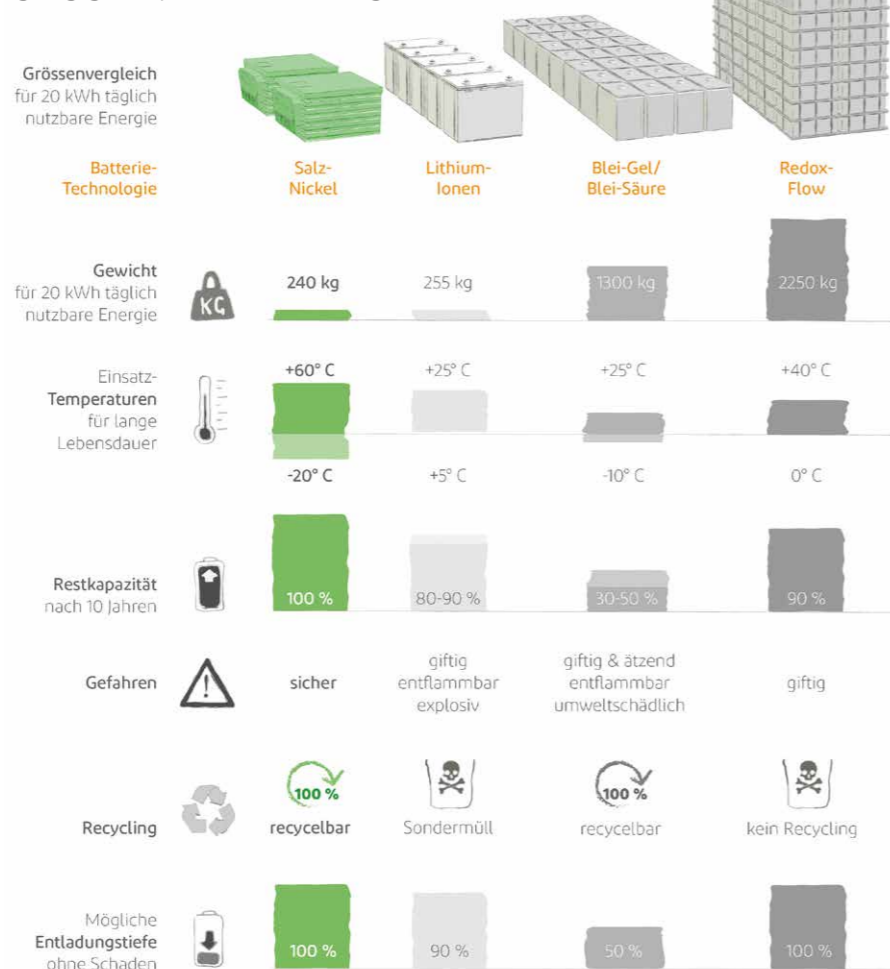 Grössenvergleich
für 20 kWh täglich
nutzbare Energie
Batterie-
Technologie
Salz-
Nickel
Lithium-
Ionen
Blei-Gel/
Blei-Säure
Redox-
Flow
Gewicht
für 20 kWh täglich
nutzbare Energie
KG
240 kg
255 kg
1300 kg
2250 kg
Einsatz-
Temperaturen
für lange
Lebensdauer
+60° C
+25° C
+25° C
+40° C
-20° C
+5° C
-10° C
0° C
Restkapazität
nach 10 Jahren
100 %
80-90 %
30-50 %
90 %
Gefahren
sicher
giftig
entflammbar
explosiv
giftig & ätzend
entflammbar
umweltschädlich
giftig
Recycling
100 %
recycelbar
Sondermüll
100 %
recycelbar
kein Recycling
Mögliche
Entladungstiefe
ohne Schaden
100 %
90 %
50 %
100 %